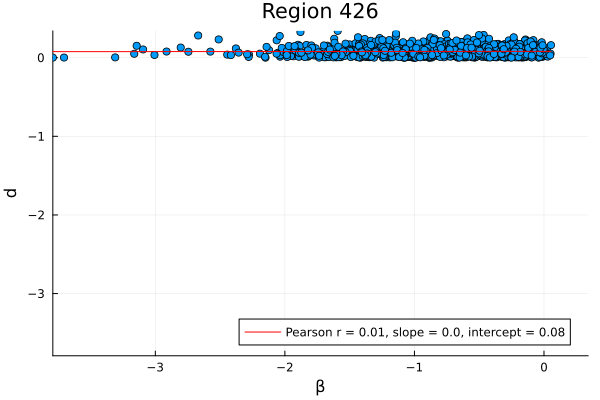 Region 426
d
0
−1
−2
−3
Pearson r = 0.01, slope = 0.0, intercept = 0.08
−3
−2
−1
0
β